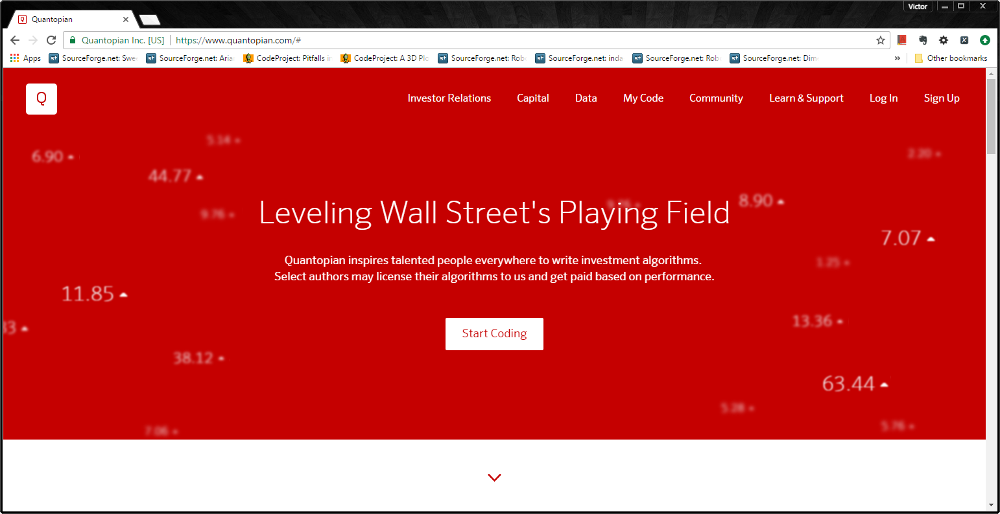 Victor
Quantopian
Quantopian Inc. [US] https://www.quantopian.com/#
Apps SourceForge.net: Swe SourceForge.net: Aria CodeProject: Pitfalls in CodeProject: A 3D Plo SourceForge.net: Rob SourceForge.net: inda SourceForge.net: Rob SourceForge.net: Dim » Other bookmarks
Q Investor Relations Capital Data My Code Community Learn & Support Log In Sign Up
5.14
6.90
2.20
44.77
8.90
9.76
Leveling Wall Street's Playing Field
7.07
1.25
Quantopian inspires talented people everywhere to write investment algorithms.
Select authors may license their algorithms to us and get paid based on performance.
11.85
13.36
33
Start Coding
38.12
63.44
5.28
5.76
7.06